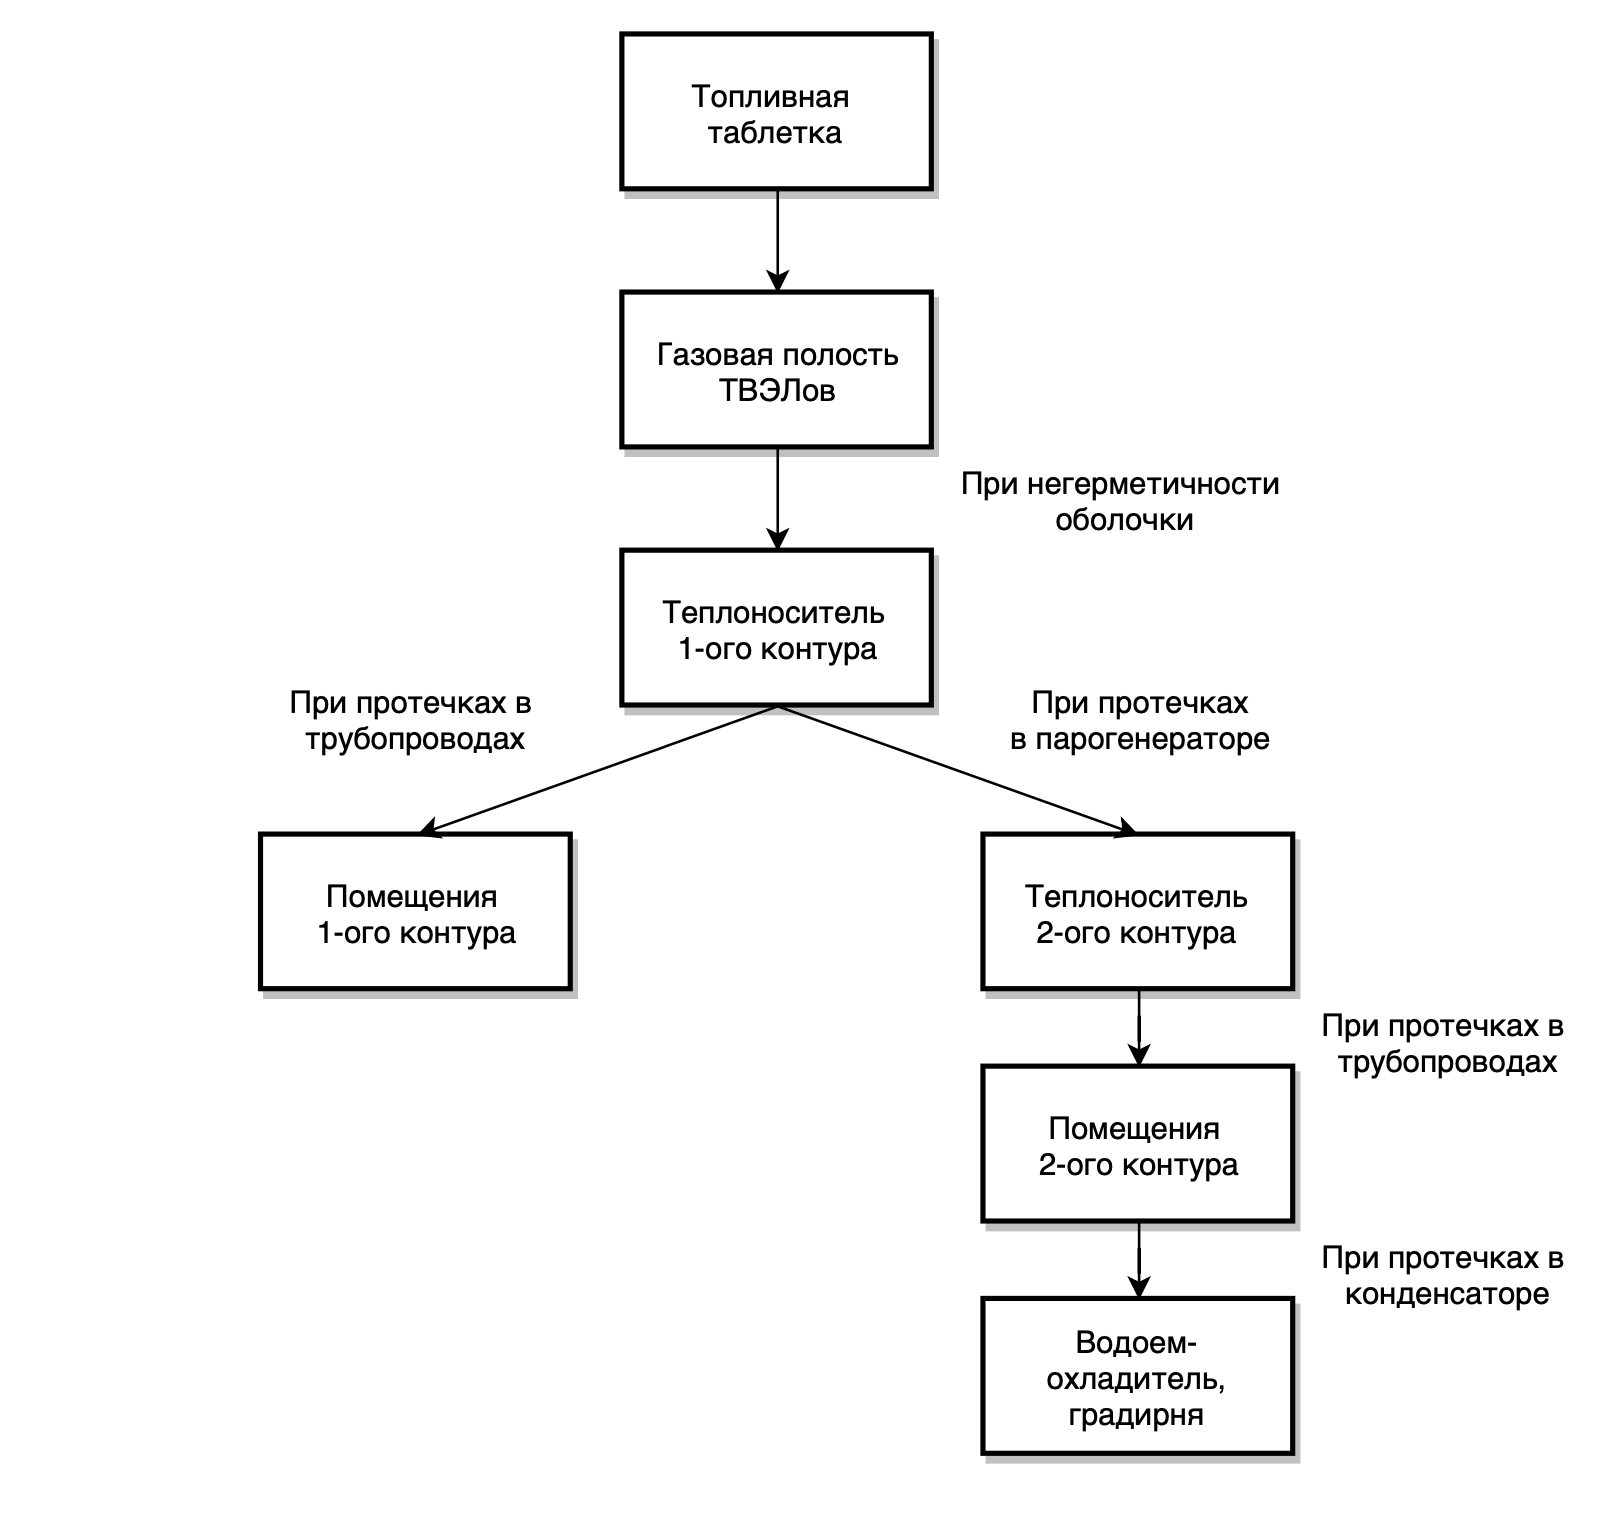 Топливная
таблетка
Газовая полость
ТВЭЛов
При негерметичности
оболочки
Теплоноситель
1-ого контура
При протечках в
трубопроводах
При протечках
в парогенераторе
Помещения
1-ого контура
Теплоноситель
2-ого контура
При протечках в
трубопроводах
Помещения
2-ого контура
При протечках в
конденсаторе
Водоем-
охладитель,
градирня